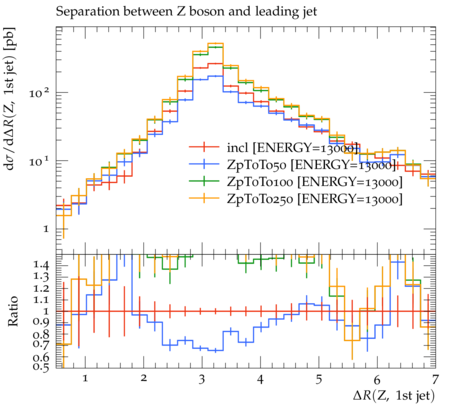 Separation between Z boson and leading jet
dσ/dΔR(Z, 1st jet) [pb]
10²
10¹
1
incl [ENERGY=13000]
ZpToTo50 [ENERGY=13000]
ZpToTo100 [ENERGY=13000]
ZpToTo250 [ENERGY=13000]
Ratio
1.4
1.3
1.2
1.1
1
0.9
0.8
0.7
0.6
0.5
1 2 3 4 5 6 7
ΔR(Z, 1st jet)